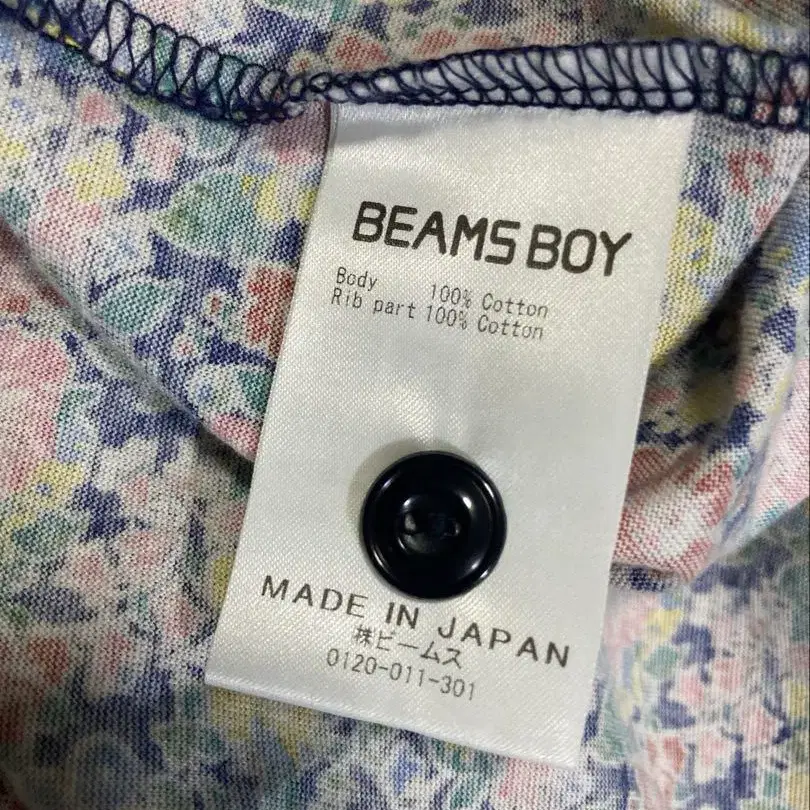 BEAMS BOY
Body 100% Cotton
Rib part 100% Cotton
MADE IN JAPAN
㈱ビームス
0120-011-301